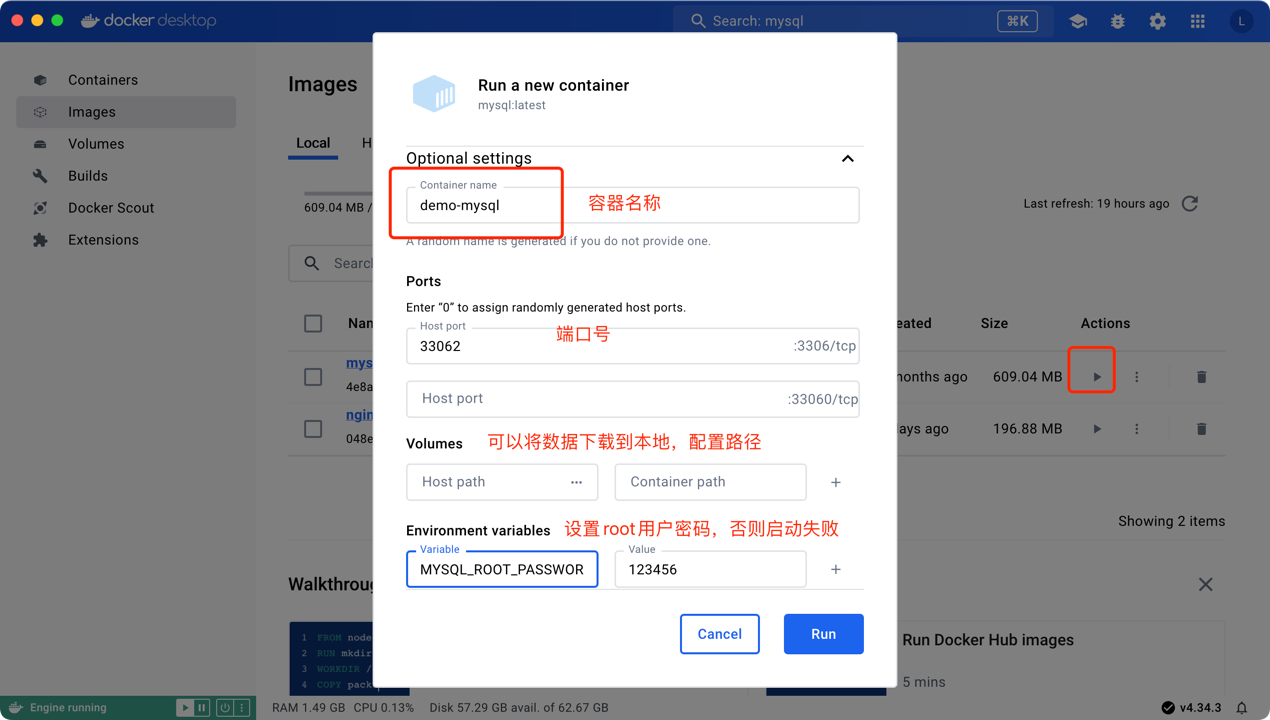 docker desktop
Search: mysql
⌘K
L
Containers
Images
Volumes
Builds
Docker Scout
Extensions
Images
Local
H
609.04 MB /
Last refresh: 19 hours ago
Searc
Nam
eated
Size
Actions
mys
4e8a
months ago
609.04 MB
ngin
048e
ays ago
196.88 MB
Showing 2 items
Walkthroug
1 FROM node
2 RUN mkdir
3 WORKDIR /
4 COPY pack
Run Docker Hub images
5 mins
Run a new container
mysql:latest
Optional settings
Container name
demo-mysql
容器名称
A random name is generated if you do not provide one.
Ports
Enter “0” to assign randomly generated host ports.
Host port
端口号
33062
:3306/tcp
Host port
:33060/tcp
Volumes
可以将数据下载到本地，配置路径
Host path
Container path
Environment variables
设置root用户密码，否则启动失败
Variable
Value
MYSQL_ROOT_PASSWOR
123456
Cancel
Run
Engine running
RAM 1.49 GB CPU 0.13% Disk 57.29 GB avail. of 62.67 GB
v4.34.3